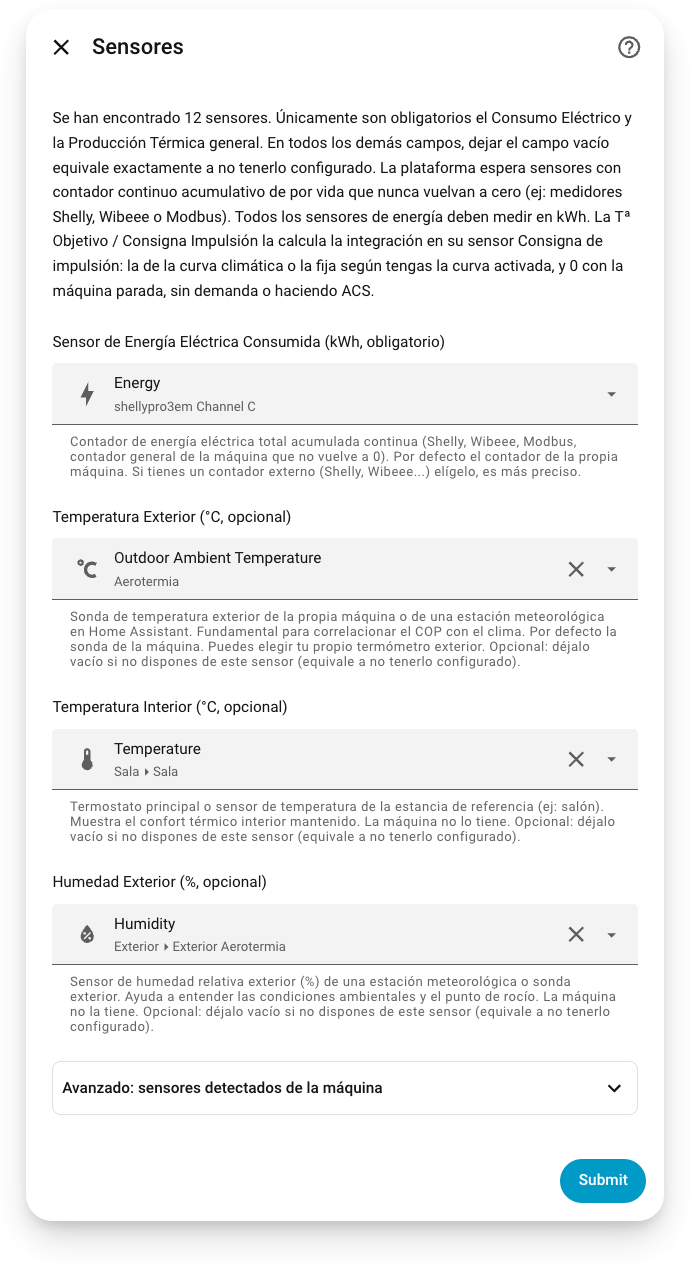 Sensores
Se han encontrado 12 sensores. Únicamente son obligatorios el Consumo Eléctrico y
la Producción Térmica general. En todos los demás campos, dejar el campo vacío
equivale exactamente a no tenerlo configurado. La plataforma espera sensores con
contador continuo acumulativo de por vida que nunca vuelvan a cero (ej: medidores
Shelly, Wibeee o Modbus). Todos los sensores de energía deben medir en kWh. La Tª
Objetivo / Consigna Impulsión la calcula la integración en su sensor Consigna de
impulsión: la de la curva climática o la fija según tengas la curva activada, y 0 con la
máquina parada, sin demanda o haciendo ACS.
Sensor de Energía Eléctrica Consumida (kWh, obligatorio)
Energy
shellypro3em Channel C
Contador de energía eléctrica total acumulada continua (Shelly, Wibeee, Modbus,
contador general de la máquina que no vuelve a 0). Por defecto el contador de la propia
máquina. Si tienes un contador externo (Shelly, Wibeee...) elígelo, es más preciso.
Temperatura Exterior (°C, opcional)
Outdoor Ambient Temperature
Aerotermia
Sonda de temperatura exterior de la propia máquina o de una estación meteorológica
en Home Assistant. Fundamental para correlacionar el COP con el clima. Por defecto la
sonda de la máquina. Puedes elegir tu propio termómetro exterior. Opcional: déjalo
vacío si no dispones de este sensor (equivale a no tenerlo configurado).
Temperatura Interior (°C, opcional)
Temperature
Sala ▸ Sala
Termostato principal o sensor de temperatura de la estancia de referencia (ej: salón).
Muestra el confort térmico interior mantenido. La máquina no lo tiene. Opcional: déjalo
vacío si no dispones de este sensor (equivale a no tenerlo configurado).
Humedad Exterior (%, opcional)
Humidity
Exterior ▸ Exterior Aerotermia
Sensor de humedad relativa exterior (%) de una estación meteorológica o sonda
exterior. Ayuda a entender las condiciones ambientales y el punto de rocío. La máquina
no la tiene. Opcional: déjalo vacío si no dispones de este sensor (equivale a no tenerlo
configurado).
Avanzado: sensores detectados de la máquina
Submit